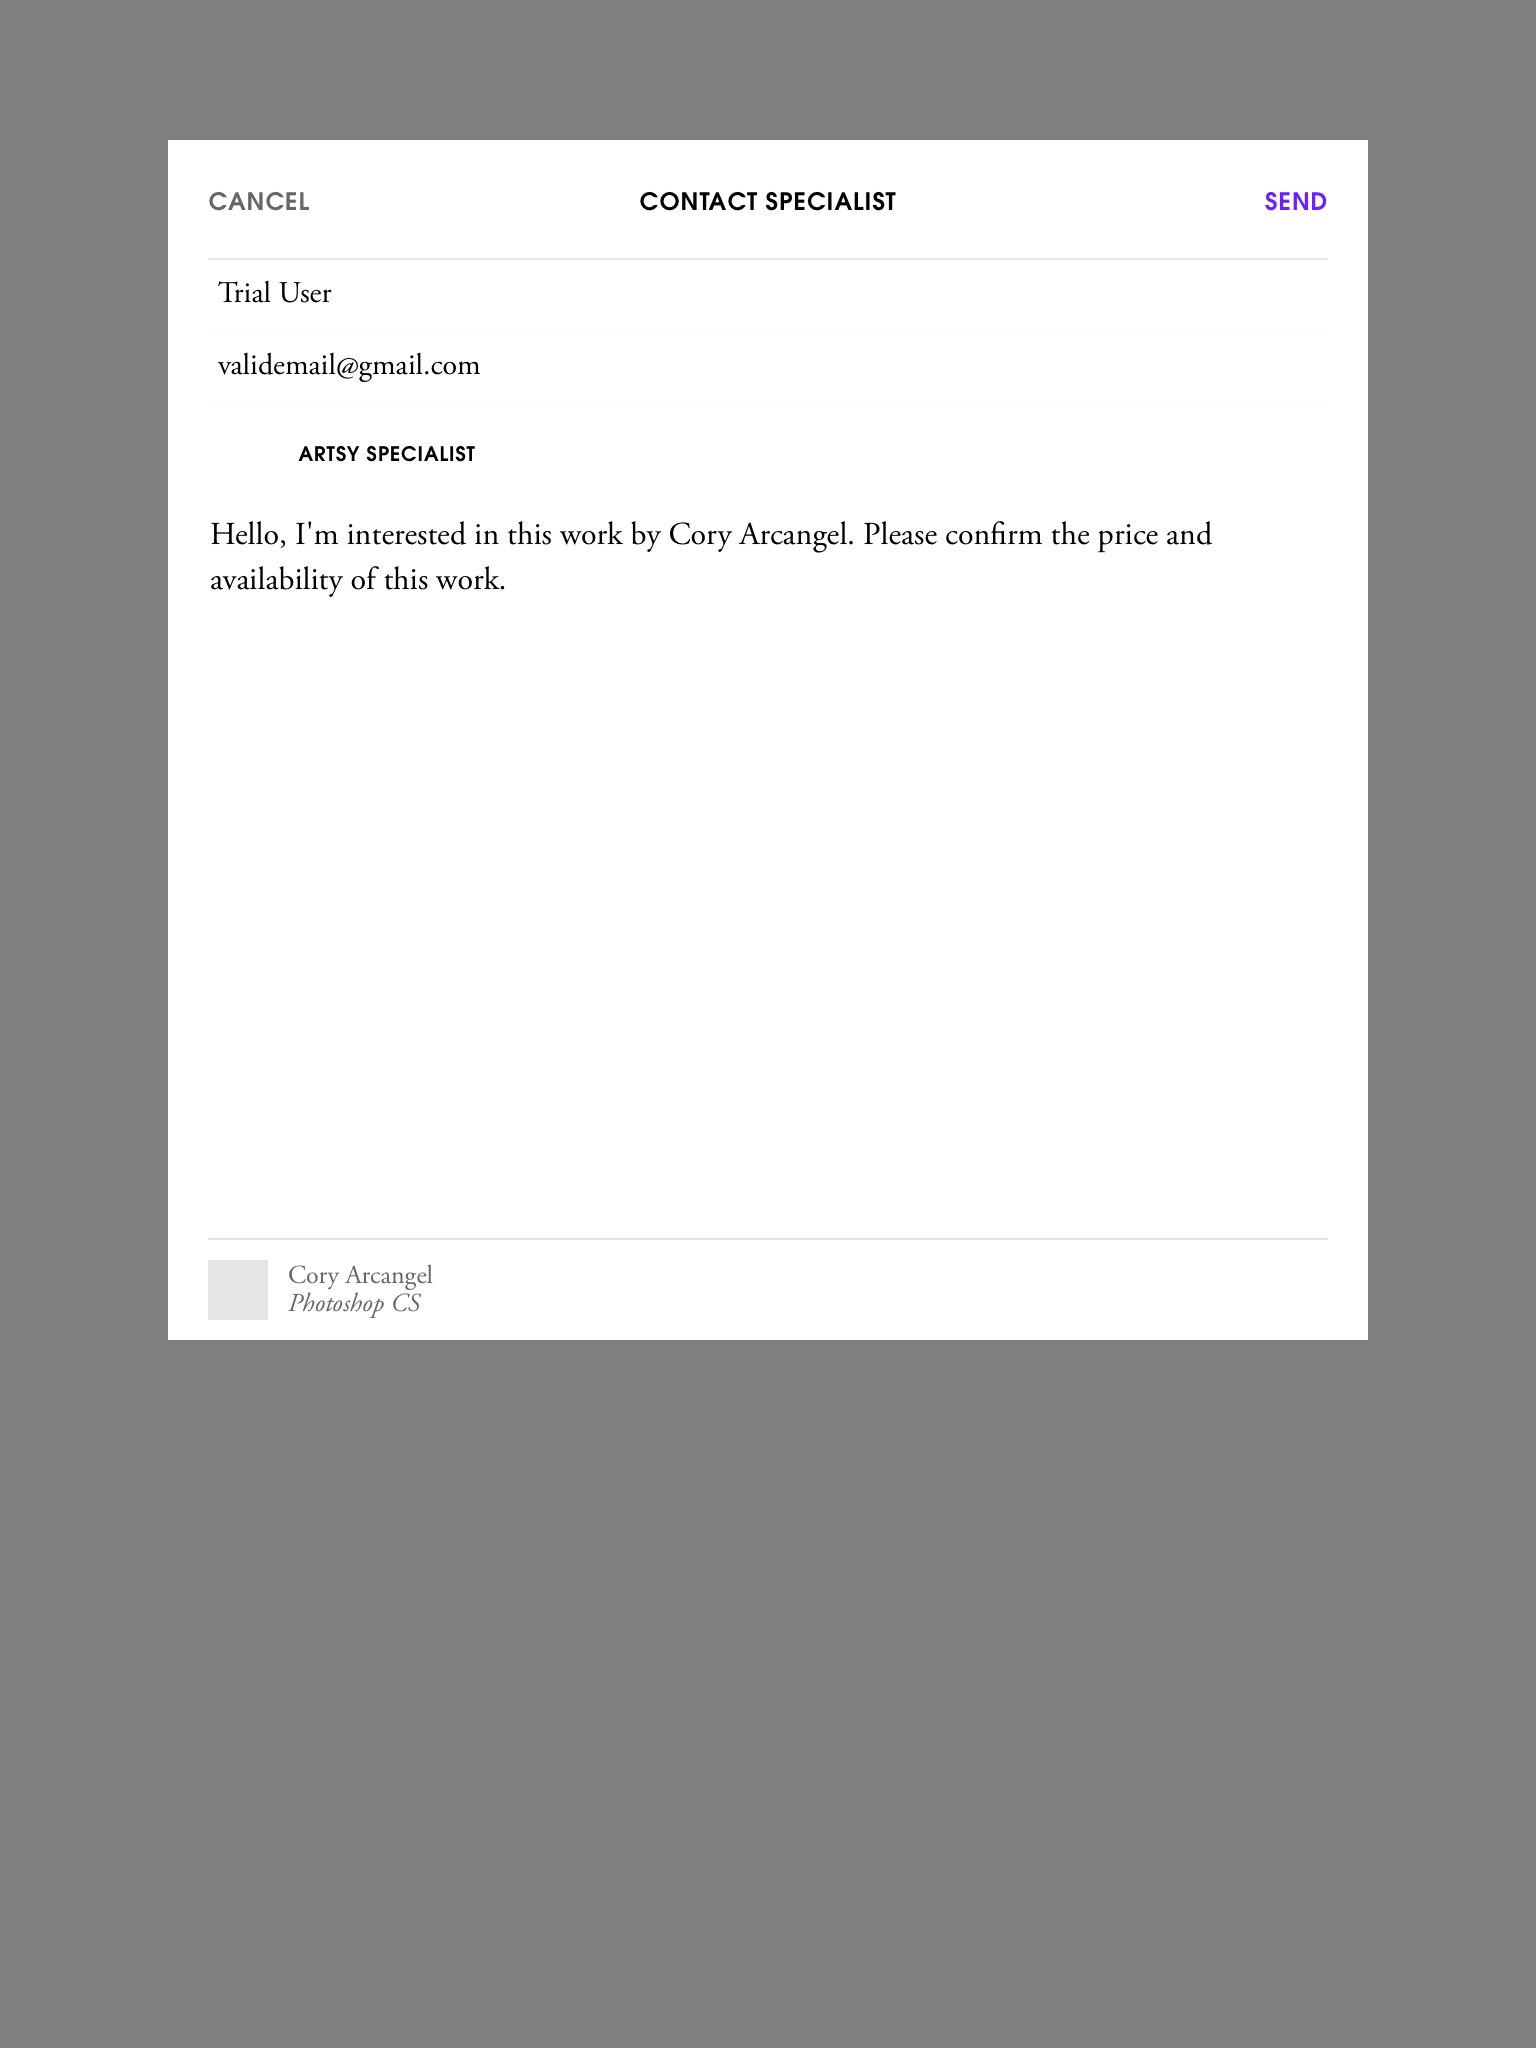 CANCEL CONTACT SPECIALIST SEND
Trial User
validemail@gmail.com
ARTSY SPECIALIST
Hello, I'm interested in this work by Cory Arcangel. Please confirm the price and
availability of this work.
Cory Arcangel
Photoshop CS